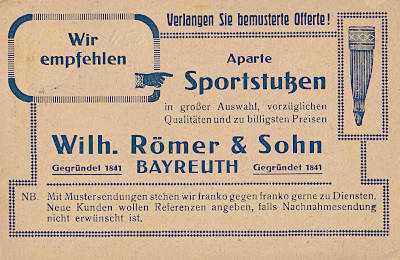 Verlangen Sie bemusterte Offerte!
Wir
empfehlen
Aparte
Sportstutzen
in großer Auswahl, vorzüglichen
Qualitäten und zu billigsten Preisen
Wilh. Römer & Sohn
Gegründet 1841 BAYREUTH Gegründet 1841
NB. Mit Mustersendungen stehen wir franko gegen franko gerne zu Diensten.
Neue Kunden wollen Referenzen angeben, falls Nachnahmesendung
nicht erwünscht ist.